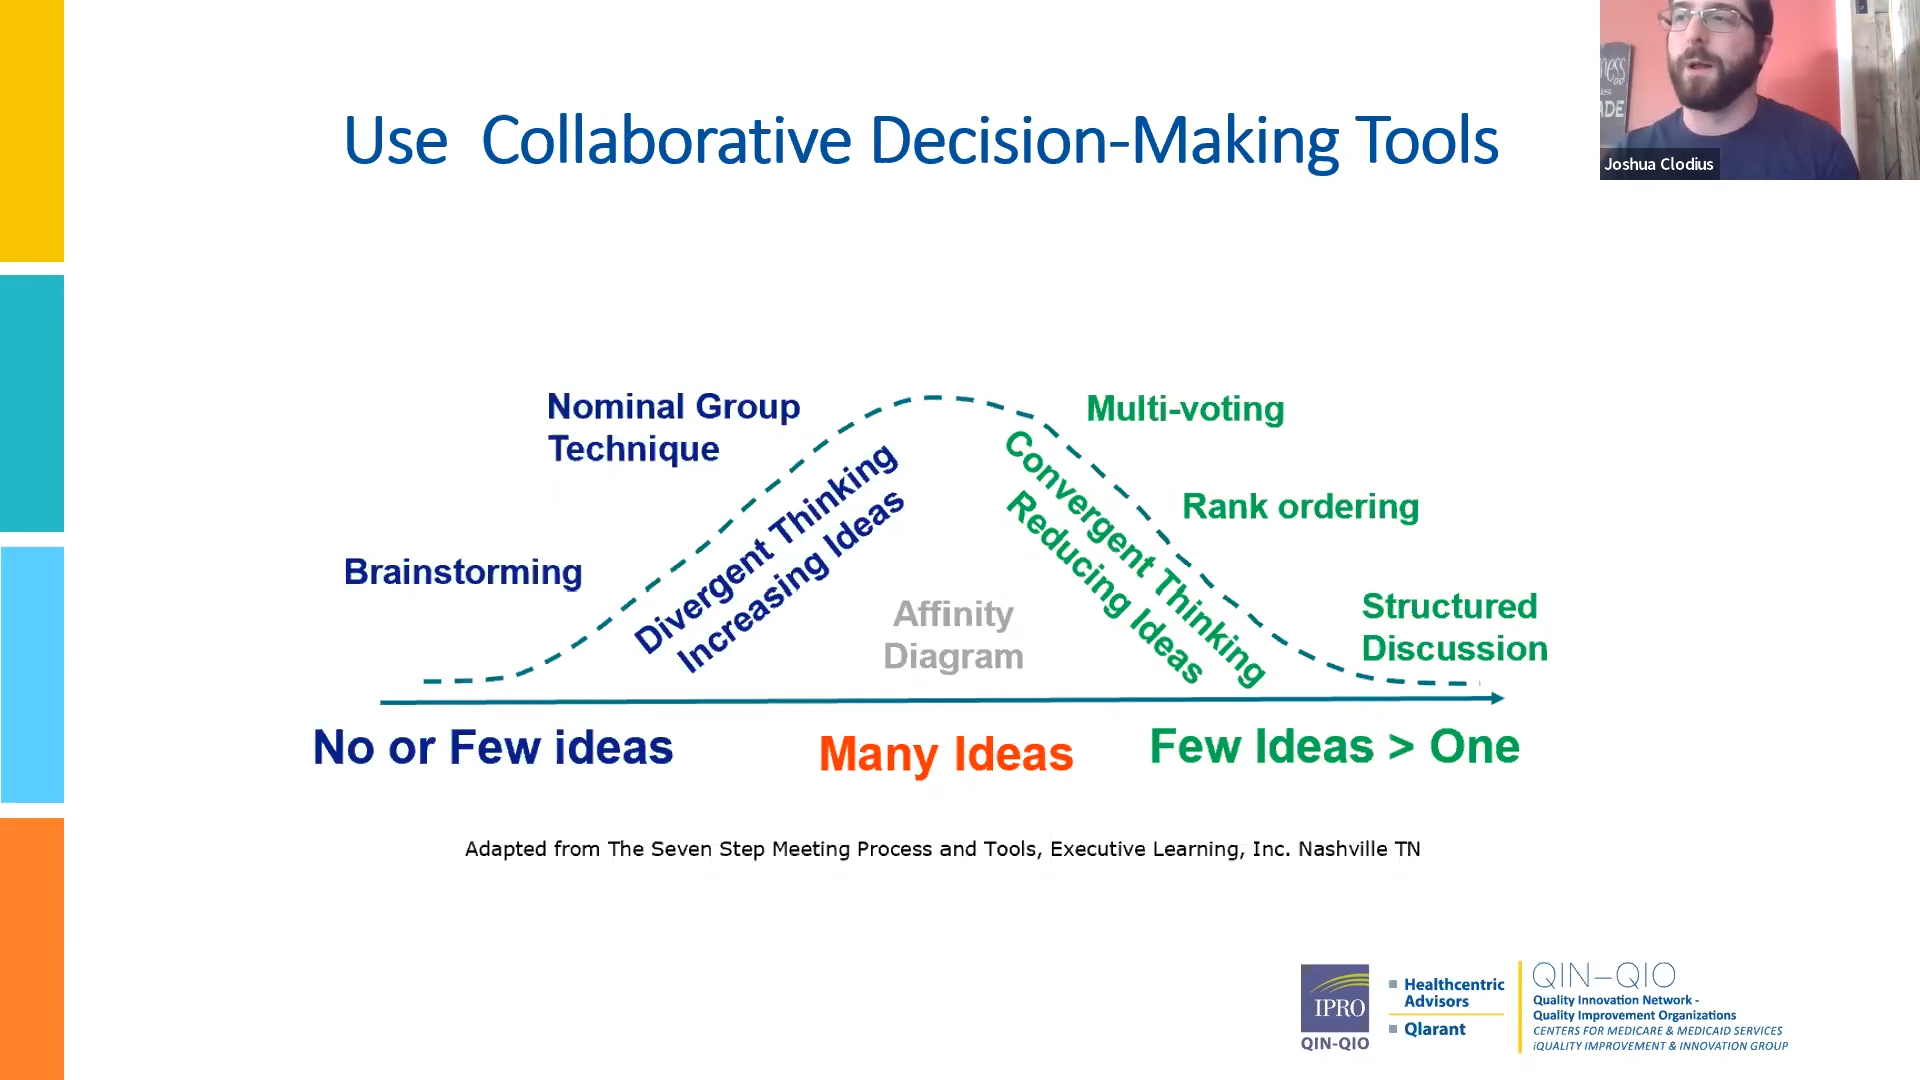 Use  Collaborative Decision-Making Tools
ADE
Joshua Clodius
Nominal Group
Technique
Multi-voting
Divergent Thinking
Increasing Ideas
Convergent Thinking
Reducing Ideas
Rank ordering
Brainstorming
Affinity
Diagram
Structured
Discussion
No or Few ideas
Many Ideas
Few Ideas > One
Adapted from The Seven Step Meeting Process and Tools, Executive Learning, Inc. Nashville TN
IPRO
QIN-QIO
Healthcentric
Advisors
Qlarant
QIN–QIO
Quality Innovation Network -
Quality Improvement Organizations
CENTERS FOR MEDICARE & MEDICAID SERVICES
iQUALITY IMPROVEMENT & INNOVATION GROUP